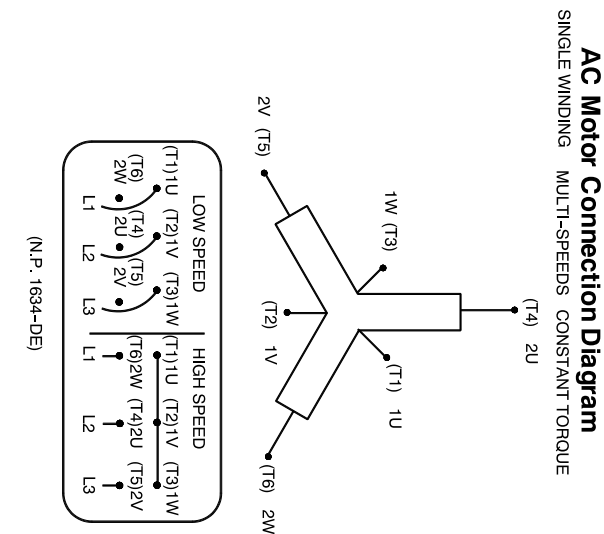 AC Motor Connection Diagram
SINGLE WINDING MULTI-SPEEDS CONSTANT TORQUE
(T4) 2U
1W (T3)
(T1) 1U
(T2) 1V
2V (T5)
(T6) 2W
LOW SPEED
(T1)1U (T2)1V (T3)1W
(T6) (T4) (T5)
2W 2U 2V
L1 L2 L3
HIGH SPEED
(T1)1U (T2)1V (T3)1W
(T6)2W (T4)2U (T5)2V
L1 L2 L3
(N.P. 1634-DE)